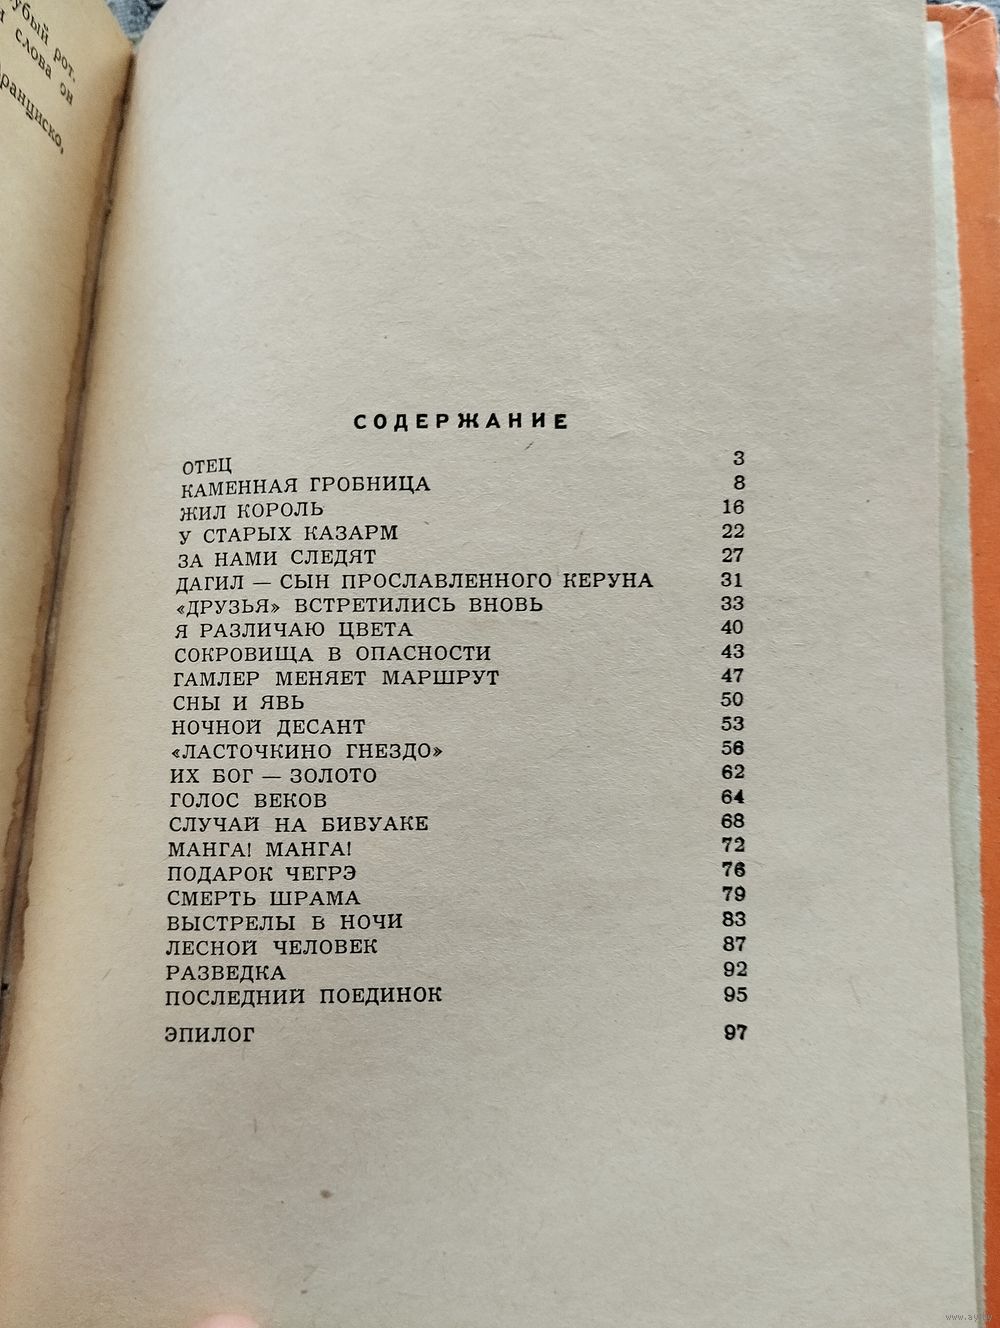 рот.
слова он
СОДЕРЖАНИЕ
ОТЕЦ 3
КАМЕННАЯ ГРОБНИЦА 8
ЖИЛ КОРОЛЬ 16
У СТАРЫХ КАЗАРМ 22
ЗА НАМИ СЛЕДЯТ 27
ДАГИЛ — СЫН ПРОСЛАВЛЕННОГО КЕРУНА 31
«ДРУЗЬЯ» ВСТРЕТИЛИСЬ ВНОВЬ 33
Я РАЗЛИЧАЮ ЦВЕТА 40
СОКРОВИЩА В ОПАСНОСТИ 43
ГАМЛЕР МЕНЯЕТ МАРШРУТ 47
СНЫ И ЯВЬ 50
НОЧНОЙ ДЕСАНТ 53
«ЛАСТОЧКИНО ГНЕЗДО» 56
ИХ БОГ — ЗОЛОТО 62
ГОЛОС ВЕКОВ 64
СЛУЧАЙ НА БИВУАКЕ 68
МАНГА! МАНГА! 72
ПОДАРОК ЧЕГРЭ 76
СМЕРТЬ ШРАМА 79
ВЫСТРЕЛЫ В НОЧИ 83
ЛЕСНОЙ ЧЕЛОВЕК 87
РАЗВЕДКА 92
ПОСЛЕДНИЙ ПОЕДИНОК 95
ЭПИЛОГ 97